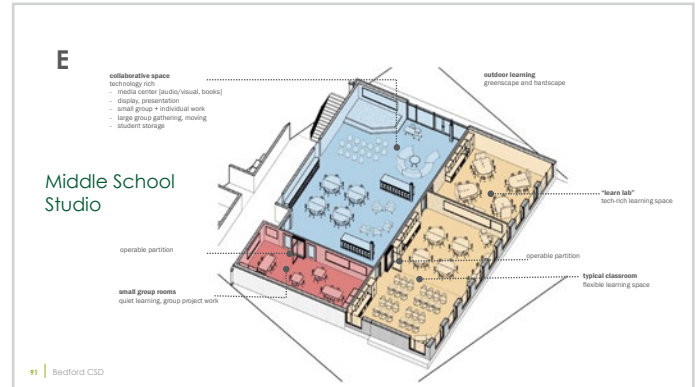 E
collaborative space
technology rich
- media center [audio/visual, books]
- display, presentation
- small group + individual work
- large group gathering, moving
- student storage
outdoor learning
greenscape and hardscape
Middle School
Studio
"learn lab"
tech-rich learning space
operable partition
operable partition
typical classroom
flexible learning space
small group rooms
quiet learning, group project work
91 | Bedford CSD